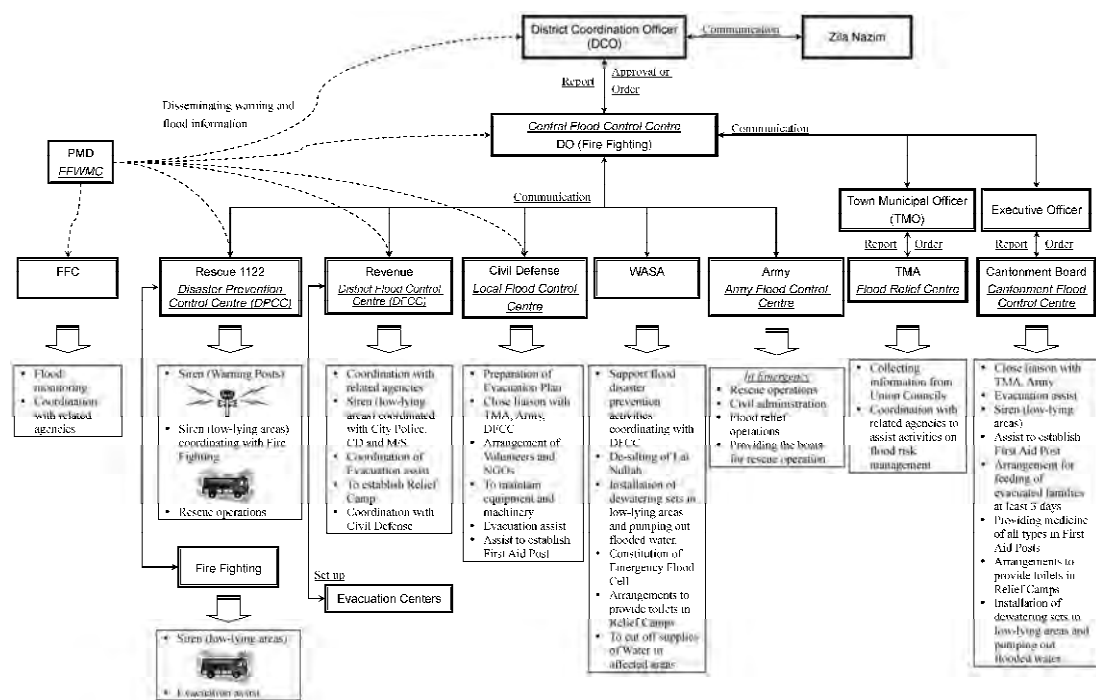 District Coordination Officer
(DCO)
Communication
Zila Nazim
Report
Approval or
Order
Disseminating warning and
flood information
Central Flood Control Centre
DO (Fire Fighting)
Communication
PMD
FFWMC
Communication
Town Municipal Officer
(TMO)
Executive Officer
Report
Order
Report
Order
FFC
Rescue 1122
Disaster Prevention
Control Centre (DPCC)
Revenue
District Flood Control
Centre (DFCC)
Civil Defense
Local Flood Control
Centre
WASA
Army
Army Flood Control
Centre
TMA
Flood Relief Centre
Cantonment Board
Cantonment Flood
Control Centre
• Flood
monitoring
• Coordination
with related
agencies
• Siren (Warning Posts)
• Siren (low-lying areas)
coordinating with Fire
Fighting
• Rescue operations
• Coordination with
related agencies
• Siren (low-lying
areas) coordinated
with City Police,
CD and M/S.
• Coordination of
Evacuation assist
• To establish Relief
Camp
• Coordination with
Civil Defense
• Preparation of
Evacuation Plan
• Close liaison with
TMA, Army,
DFCC
• Arrangement of
Volunteers and
NGOs
• To maintain
equipment and
machinery
• Evacuation assist
• Assist to establish
First Aid Post
• Support flood
disaster
prevention
activities
coordinating with
DFCC
• De-silting of Lai
Nullah
• Installation of
dewatering sets in
low-lying areas
and pumping out
flooded water.
• Constitution of
Emergency Flood
Cell
• Arrangements to
provide toilets in
Relief Camps
• To cut off supplies
of Water in
affected areas
In Emergency
• Rescue operations
• Civil administration
• Flood relief
operations
• Providing the boats
for rescue operation
• Collecting
information from
Union Councils
• Coordination with
related agencies to
assist activities on
flood risk
management
• Close liaison with
TMA, Army
• Evacuation assist
• Siren (low-lying
areas)
• Assist to establish
First Aid Post
• Arrangement for
feeding of
evacuated families
at least 3 days
• Providing medicine
of all types in First
Aid Posts
• Arrangements to
provide toilets in
Relief Camps
• Installation of
dewatering sets in
low-lying areas and
pumping out
flooded water
Fire Fighting
Set up
Evacuation Centers
• Siren (low-lying areas)
• Evacuation assist